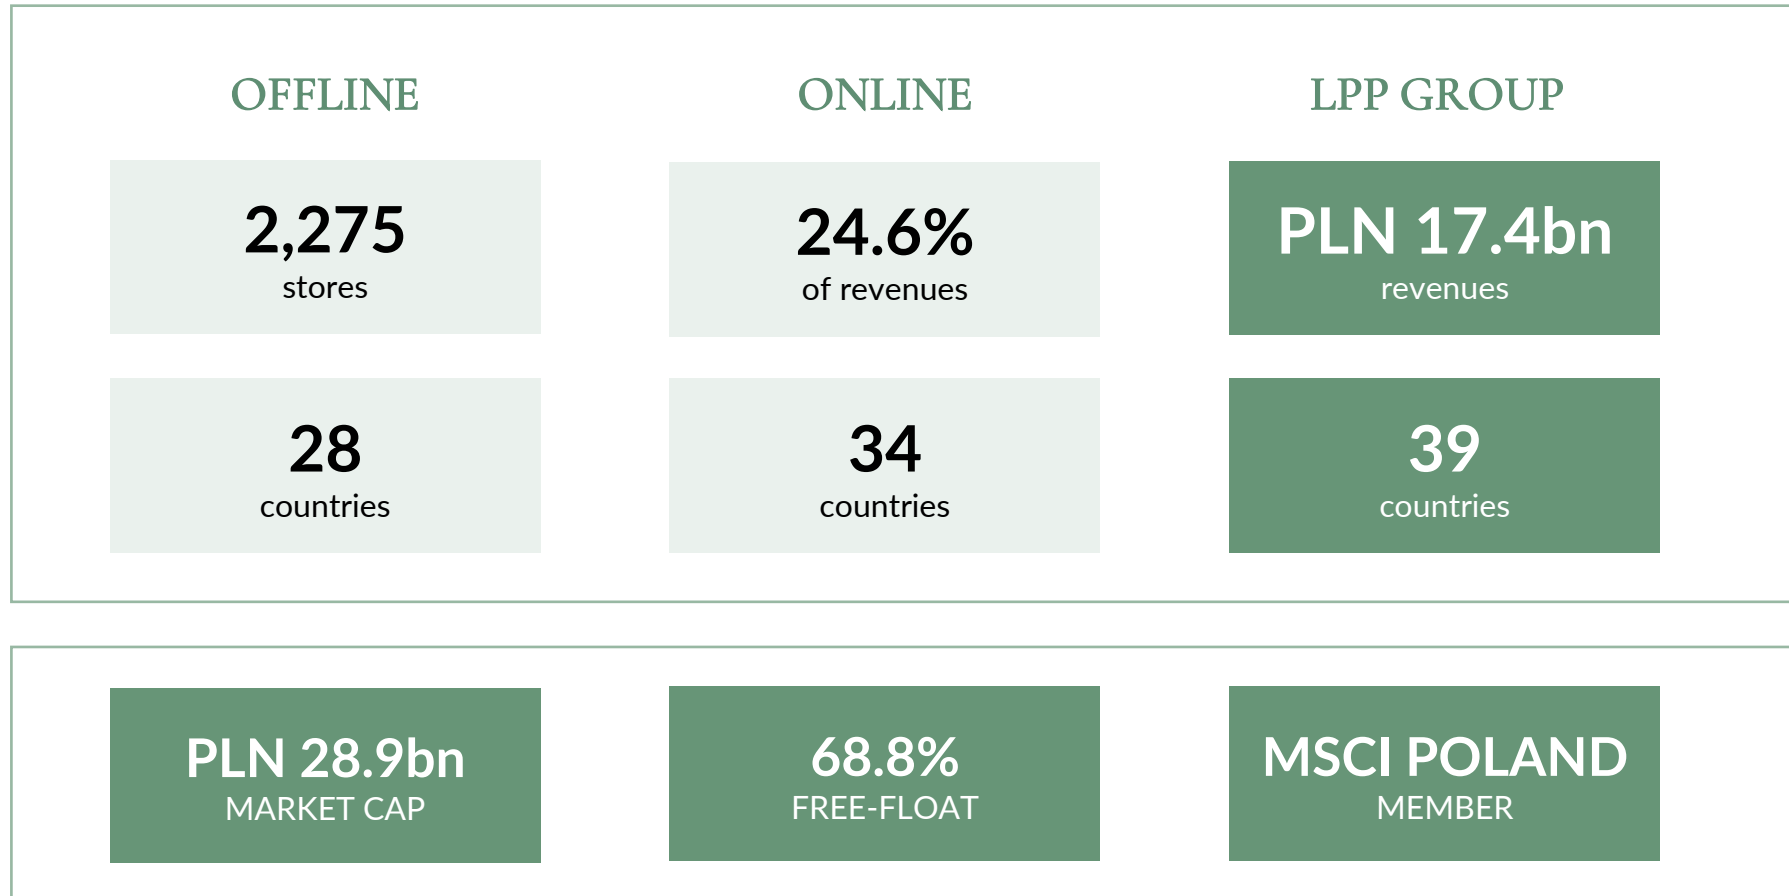 OFFLINE
2,275
stores
28
countries
ONLINE
24.6%
of revenues
34
countries
LPP GROUP
PLN 17.4bn
revenues
39
countries
PLN 28.9bn
MARKET CAP
68.8%
FREE-FLOAT
MSCI POLAND
MEMBER